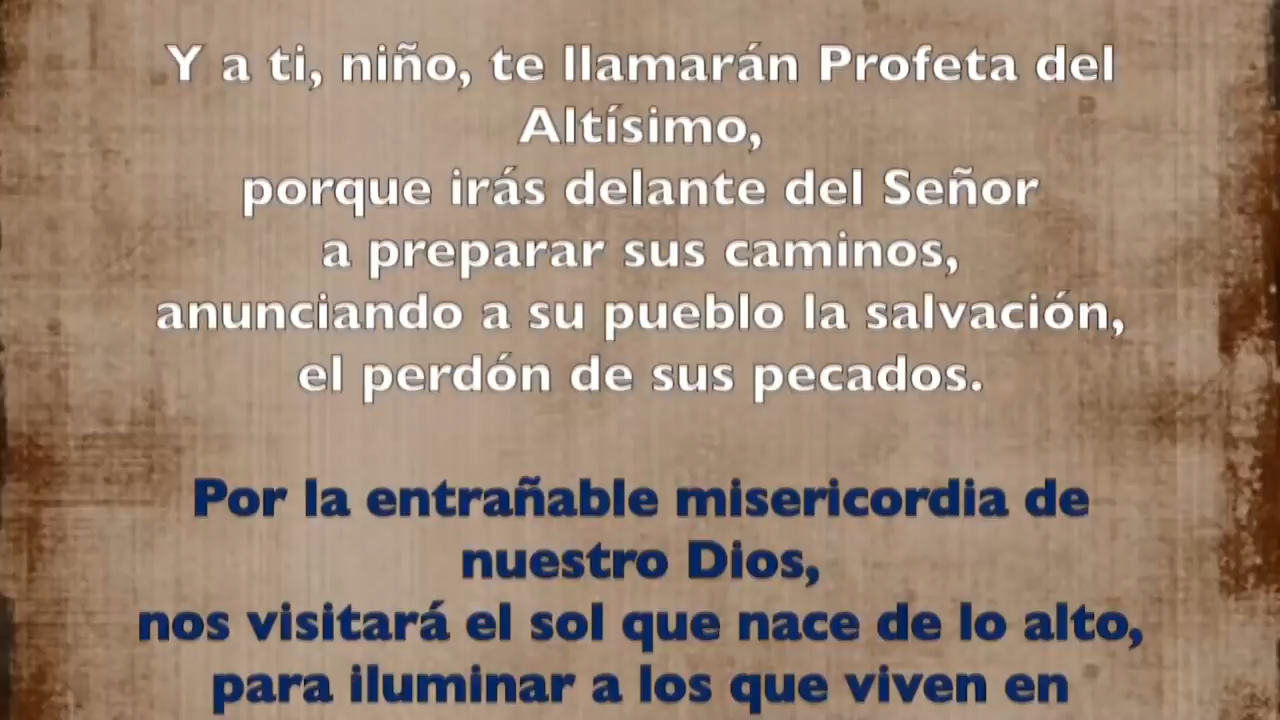 Y a ti, niño, te llamarán Profeta del
Altísimo,
porque irás delante del Señor
a preparar sus caminos,
anunciando a su pueblo la salvación,
el perdón de sus pecados.
Por la entrañable misericordia de
nuestro Dios,
nos visitará el sol que nace de lo alto,
para iluminar a los que viven en